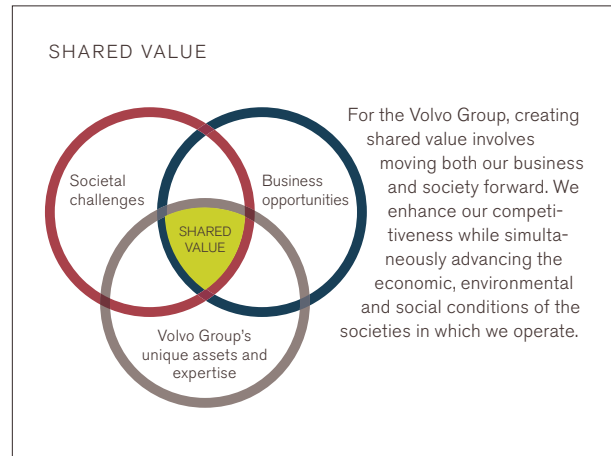 SHARED VALUE
Societal
challenges
Business
opportunities
SHARED
VALUE
Volvo Group's
unique assets and
expertise
For the Volvo Group, creating
shared value involves
moving both our business
and society forward. We
enhance our competi-
tiveness while simulta-
neously advancing the
economic, environmental
and social conditions of the
societies in which we operate.